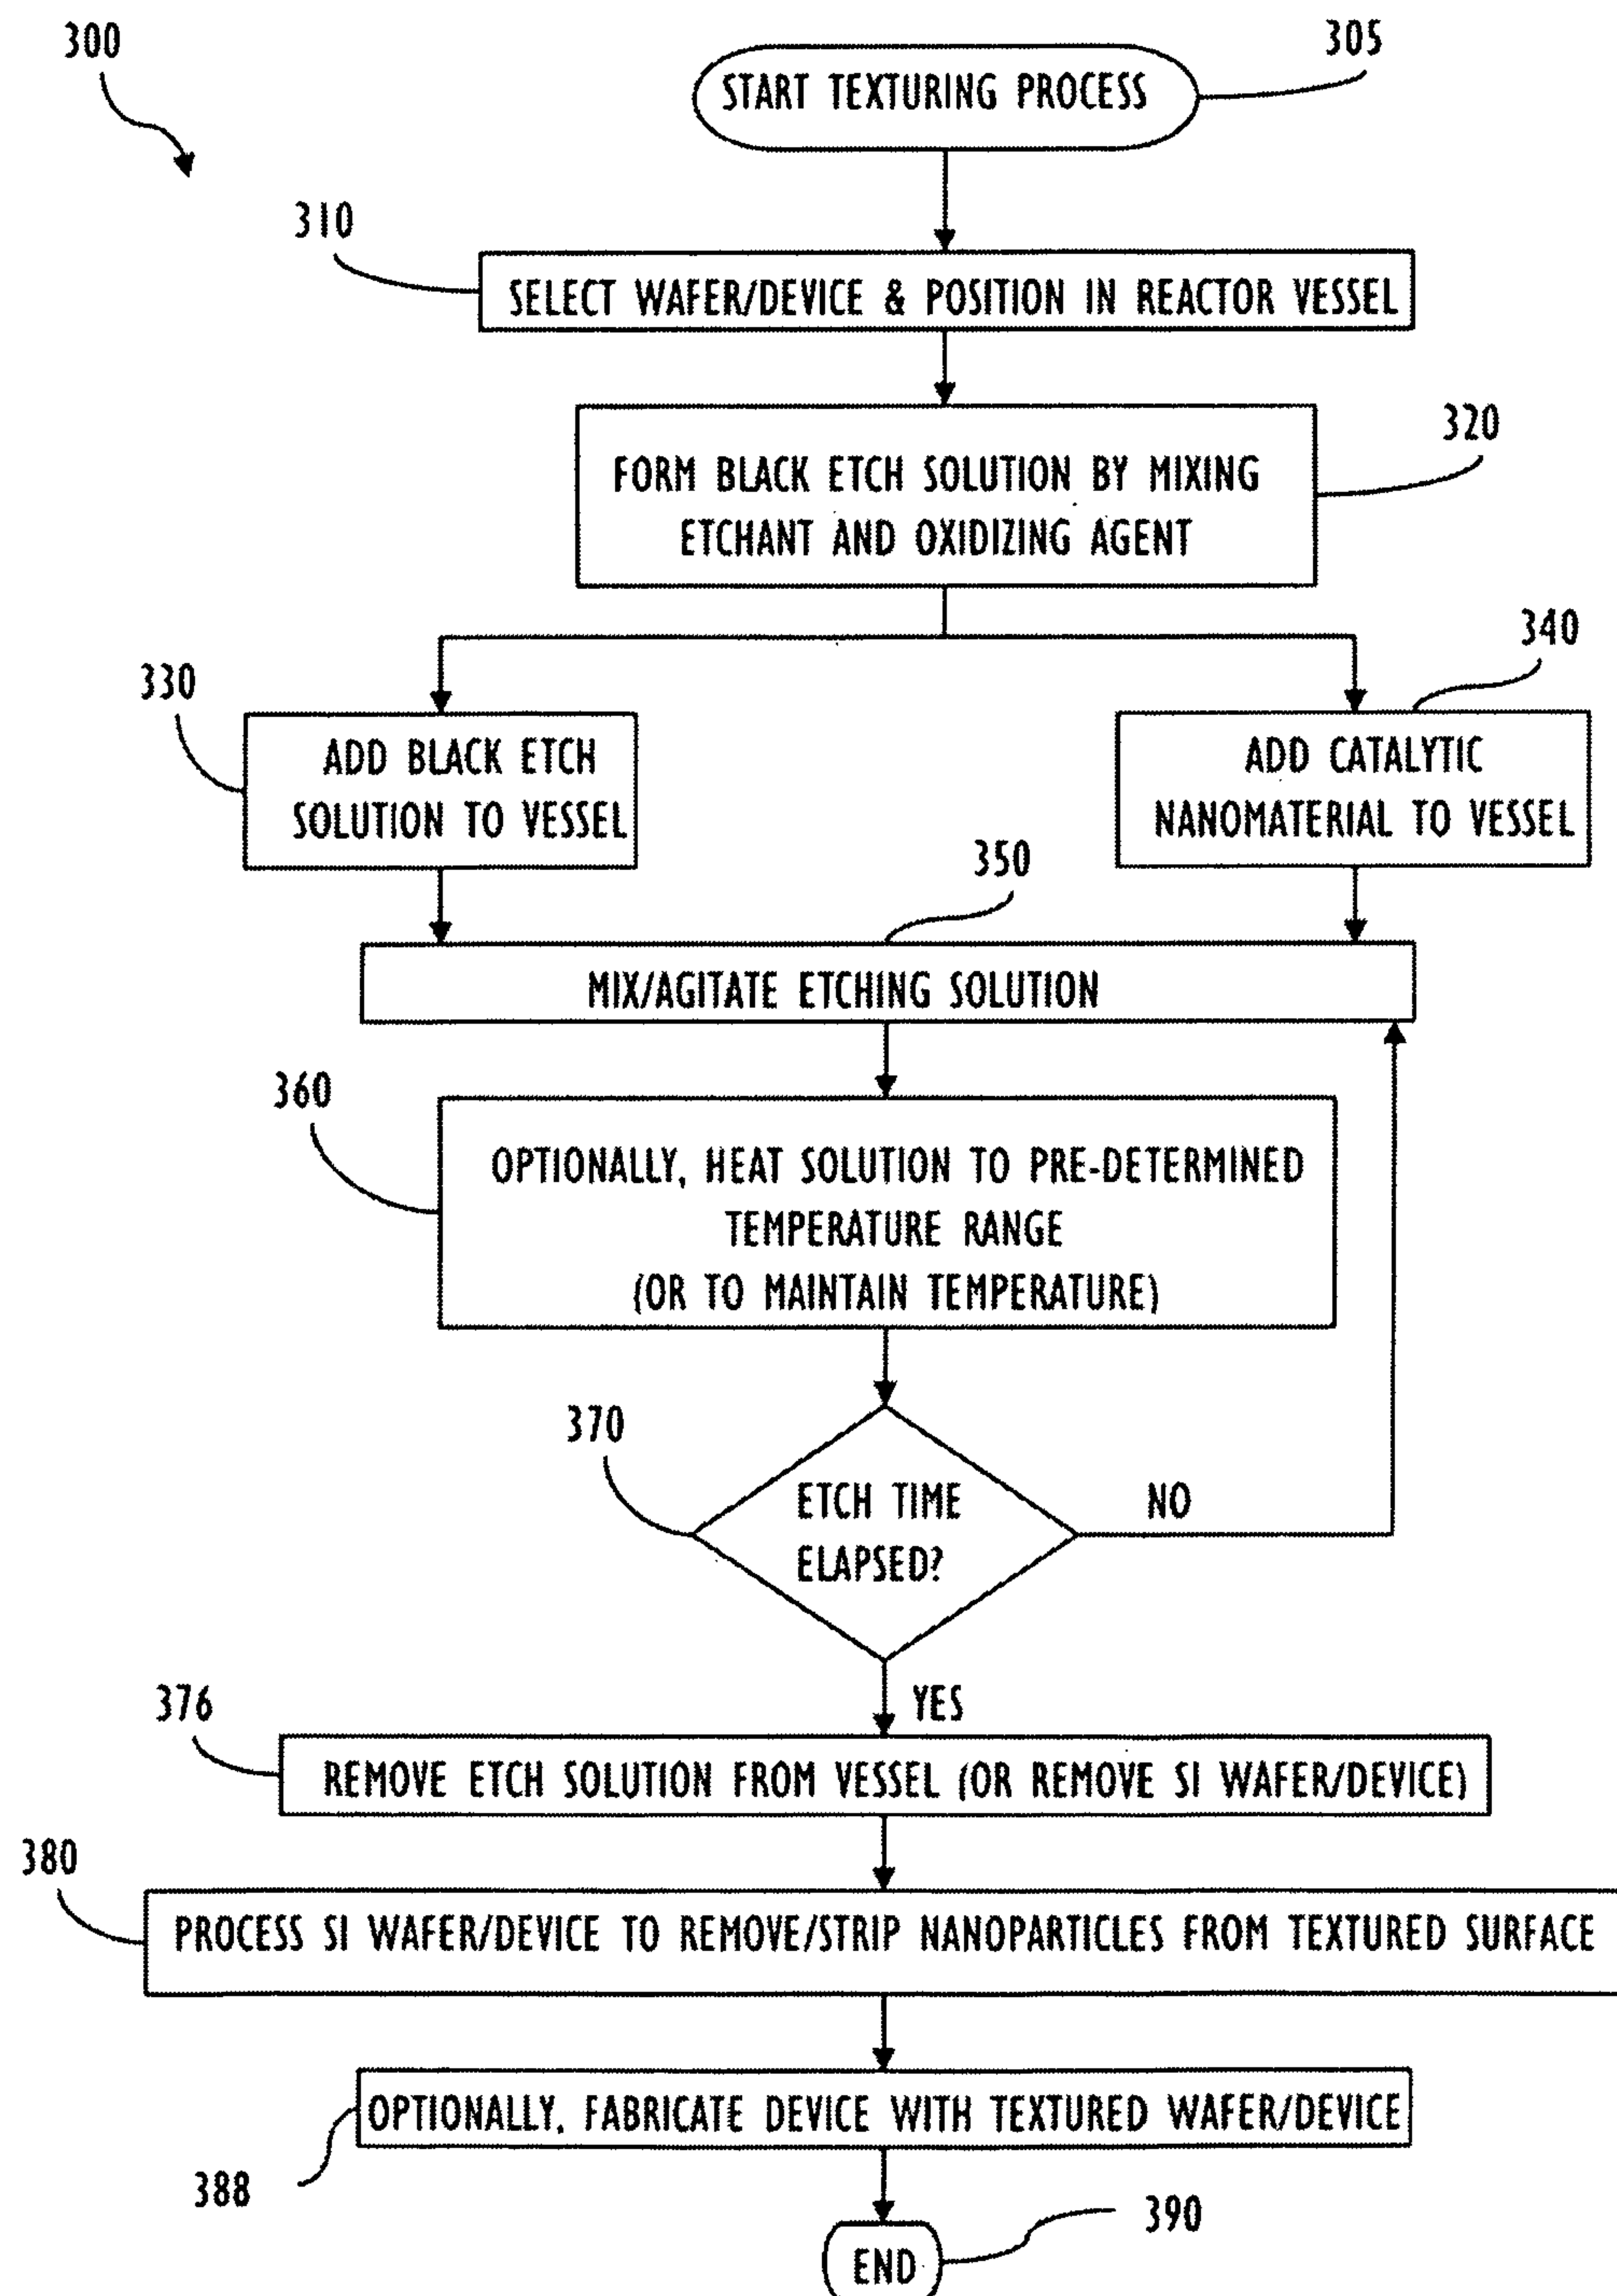 300
305
START TEXTURING PROCESS
310
SELECT WAFER/DEVICE & POSITION IN REACTOR VESSEL
320
FORM BLACK ETCH SOLUTION BY MIXING
ETCHANT AND OXIDIZING AGENT
330
340
ADD BLACK ETCH
SOLUTION TO VESSEL
ADD CATALYTIC
NANOMATERIAL TO VESSEL
350
MIX/AGITATE ETCHING SOLUTION
360
OPTIONALLY, HEAT SOLUTION TO PRE-DETERMINED
TEMPERATURE RANGE
(OR TO MAINTAIN TEMPERATURE)
370
ETCH TIME
ELAPSED?
NO
YES
376
REMOVE ETCH SOLUTION FROM VESSEL (OR REMOVE SI WAFER/DEVICE)
380
PROCESS SI WAFER/DEVICE TO REMOVE/STRIP NANOPARTICLES FROM TEXTURED SURFACE
OPTIONALLY, FABRICATE DEVICE WITH TEXTURED WAFER/DEVICE
388
390
END